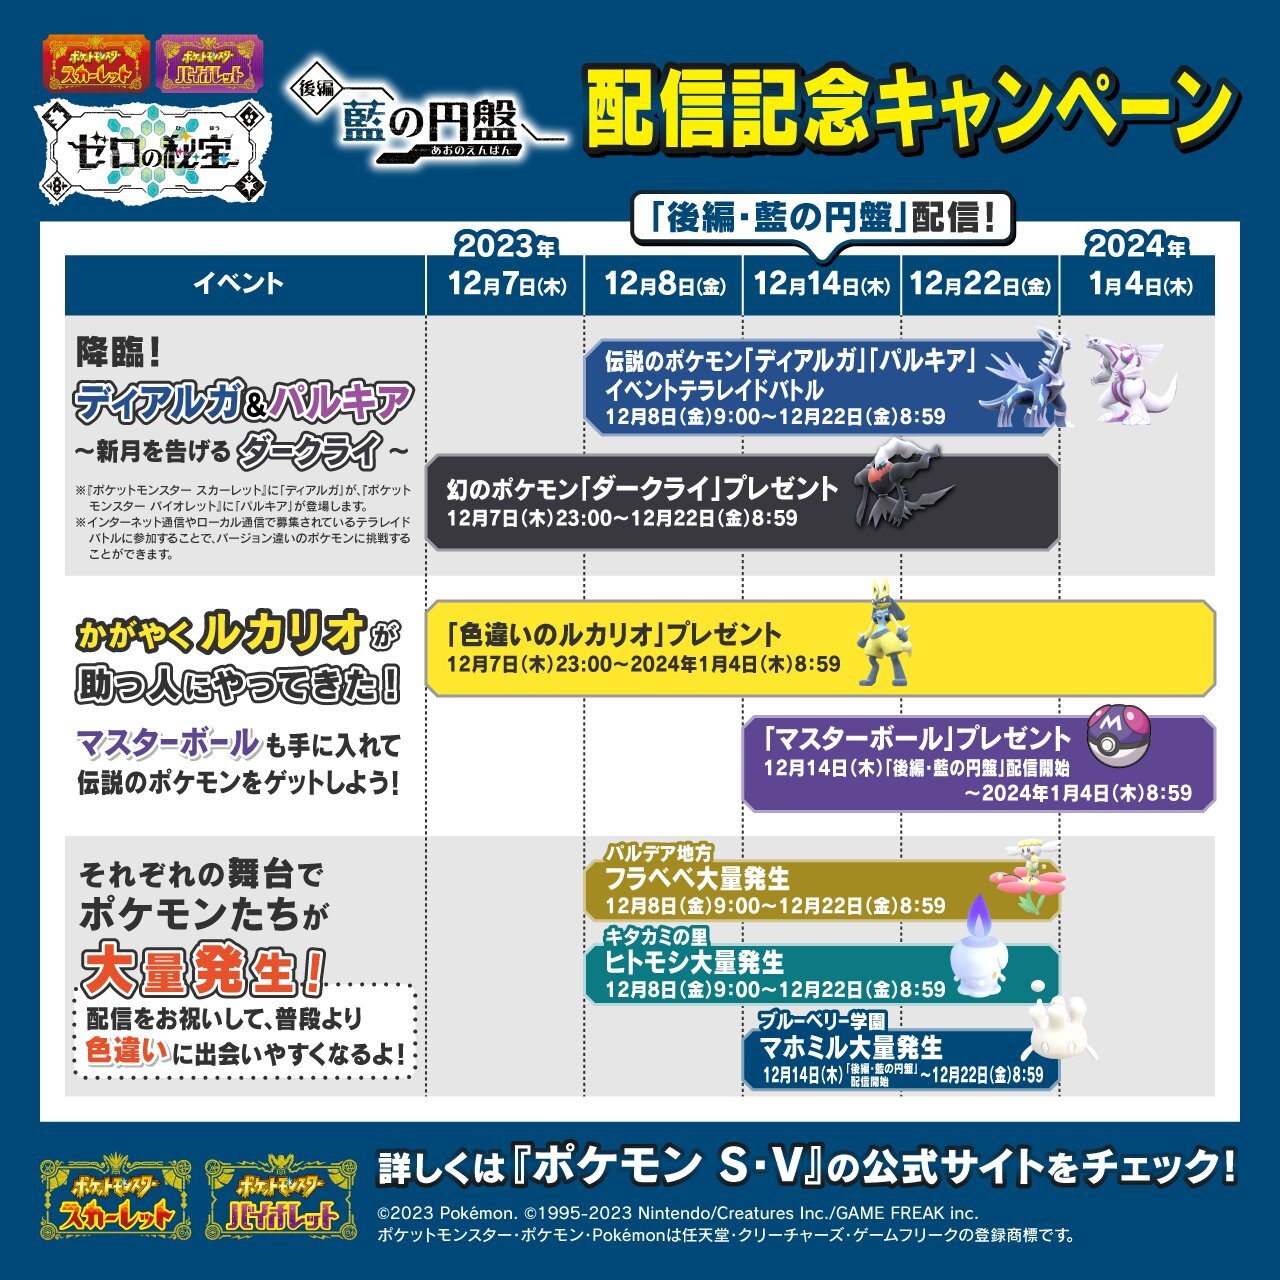 ポケットモンスター
スカーレット
ポケットモンスター
バイオレット
ゼロの秘宝
ひほう
後編
藍の円盤
あおのえんばん
配信記念キャンペーン
「後編・藍の円盤」配信!
イベント
2023年
12月7日(木)
12月8日(金)
12月14日(木)
12月22日(金)
2024年
1月4日(木)
降臨!
ディアルガ&パルキア
~新月を告げる ダークライ ~
※『ポケットモンスター スカーレット』に「ディアルガ」が、『ポケット
モンスター バイオレット』に「パルキア」が登場します。
※インターネット通信やローカル通信で募集されているテラレイド
バトルに参加することで、バージョン違いのポケモンに挑戦する
ことができます。
伝説のポケモン「ディアルガ」「パルキア」
イベントテラレイドバトル
12月8日(金)9:00~12月22日(金)8:59
幻のポケモン「ダークライ」プレゼント
12月7日(木)23:00~12月22日(金)8:59
かがやく ルカリオが
助っ人にやってきた!
マスターボールも手に入れて
伝説のポケモンをゲットしよう!
「色違いのルカリオ」プレゼント
12月7日(木)23:00~2024年1月4日(木)8:59
「マスターボール」プレゼント
12月14日(木)「後編・藍の円盤」配信開始
~2024年1月4日(木)8:59
M
それぞれの舞台で
ポケモンたちが
大量発生!
配信をお祝いして、普段より
色違いに出会いやすくなるよ!
パルデア地方
フラベベ大量発生
12月8日(金)9:00~12月22日(金)8:59
キタカミの里
ヒトモシ大量発生
12月8日(金)9:00~12月22日(金)8:59
ブルーベリー学園
マホミル大量発生
12月14日(木)「後編・藍の円盤」配信開始~12月22日(金)8:59
ポケットモンスター
スカーレット
ポケットモンスター
バイオレット
詳しくは『ポケモン S・V』の公式サイトをチェック!
©2023 Pokémon. ©1995-2023 Nintendo/Creatures Inc./GAME FREAK inc.
ポケットモンスター・ポケモン・Pokémonは任天堂・クリーチャーズ・ゲームフリークの登録商標です。